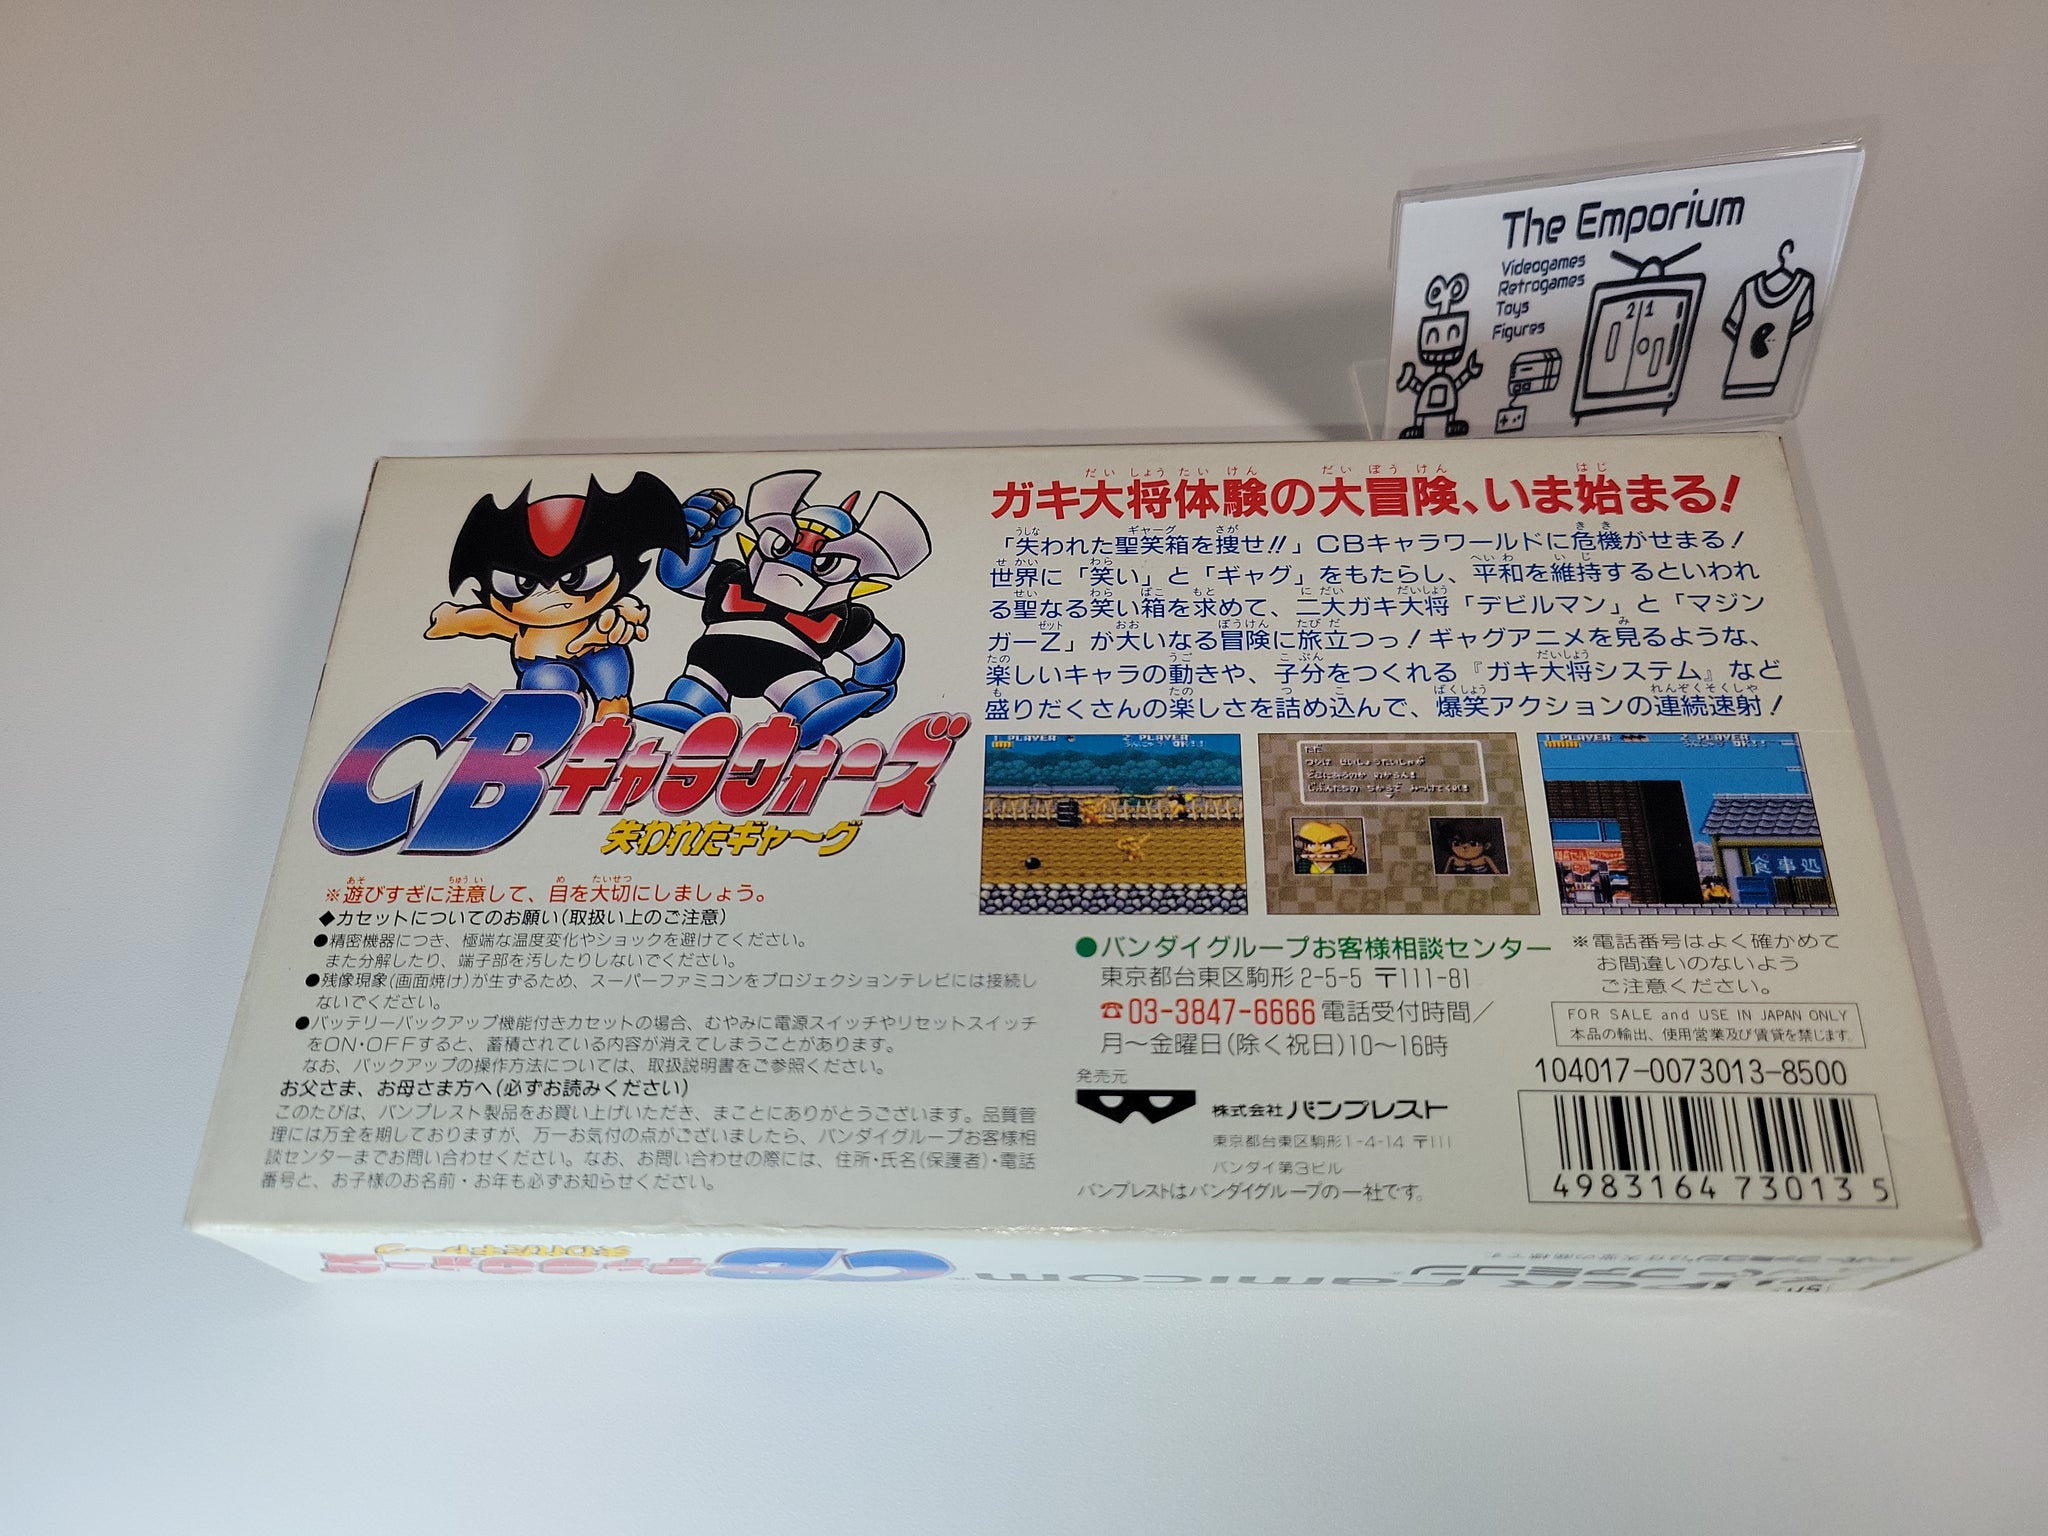 The Emporium
Videogames
Retrogames
Toys
Figures
21
ガキ大将体験の大冒険、いま始まる!
「失われた聖笑箱を捜せ!!」CBキャラワールドに危機がせまる!
世界に「笑い」と「ギャグ」をもたらし、平和を維持するといわれ
る聖なる笑い箱を求めて、二大ガキ大将「デビルマン」と「マジン
ガーZ」が大いなる冒険に旅立つっ!ギャグアニメを見るような、
楽しいキャラの動きや、子分をつくれる『ガキ大将システム』など
盛りだくさんの楽しさを詰め込んで、爆笑アクションの連続速射!
CBキャラウォーズ
失われたギャ〜グ
1 PLAYER
2 PLAYER
1 PLAYER
2 PLAYER
食事処
※遊びすぎに注意して、目を大切にしましょう。
◆カセットについてのお願い(取扱い上のご注意)
●精密機器につき、極端な温度変化やショックを避けてください。
また分解したり、端子部を汚したりしないでください。
●残像現象(画面焼け)が生ずるため、スーパーファミコンをプロジェクションテレビには接続し
ないでください。
●バッテリーバックアップ機能付きカセットの場合、むやみに電源スイッチやリセットスイッチ
をON・OFFすると、蓄積されている内容が消えてしまうことがあります。
なお、バックアップの操作方法については、取扱説明書をご参照ください。
お父さま、お母さま方へ(必ずお読みください)
このたびは、バンプレスト製品をお買い上げいただき、まことにありがとうございます。品質管
理には万全を期しておりますが、万一お気付の点がございましたら、バンダイグループお客様相
談センターまでお問い合わせください。なお、お問い合わせの際には、住所・氏名(保護者)・電話
番号と、お子様のお名前・お年も必ずお知らせください。
●バンダイグループお客様相談センター
東京都台東区駒形2-5-5 〒111-81
☎03-3847-6666電話受付時間/
月〜金曜日(除く祝日)10〜16時
※電話番号はよく確かめて
お間違いのないよう
ご注意ください。
FOR SALE and USE IN JAPAN ONLY
本品の輸出、使用営業及び賃貸を禁じます。
104017-0073013-8500
発売元
株式会社バンプレスト
東京都台東区駒形1-4-14 〒111
バンダイ第3ビル
バンプレストはバンダイグループの一社です。
4983164 730135
CBキャラウォーズ
失われたギャ〜グ